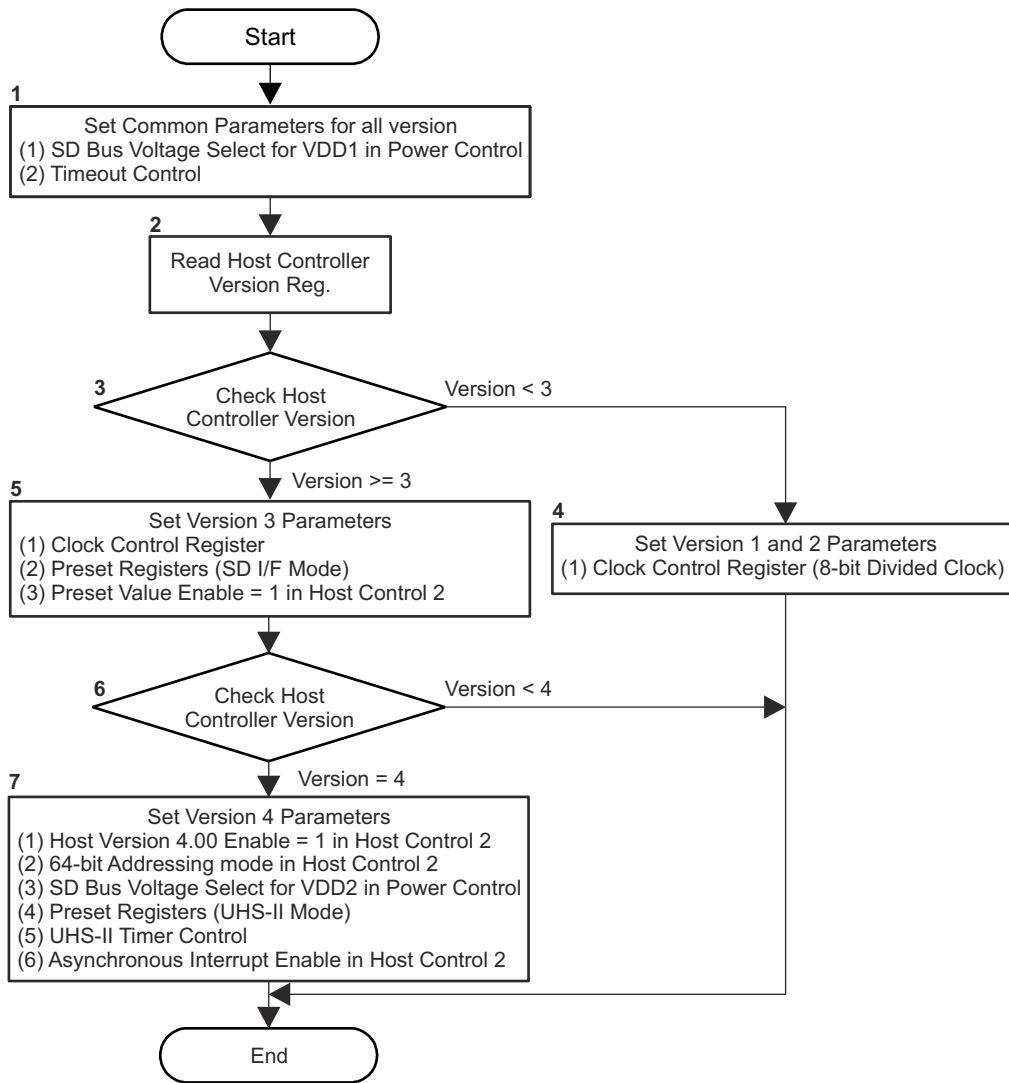 Start
1
Set Common Parameters for all version
(1) SD Bus Voltage Select for VDD1 in Power Control
(2) Timeout Control
2
Read Host Controller
Version Reg.
3
Check Host
Controller Version
Version < 3
Version >= 3
5
Set Version 3 Parameters
(1) Clock Control Register
(2) Preset Registers (SD I/F Mode)
(3) Preset Value Enable = 1 in Host Control 2
4
Set Version 1 and 2 Parameters
(1) Clock Control Register (8-bit Divided Clock)
6
Check Host
Controller Version
Version < 4
Version = 4
7
Set Version 4 Parameters
(1) Host Version 4.00 Enable = 1 in Host Control 2
(2) 64-bit Addressing mode in Host Control 2
(3) SD Bus Voltage Select for VDD2 in Power Control
(4) Preset Registers (UHS-II Mode)
(5) UHS-II Timer Control
(6) Asynchronous Interrupt Enable in Host Control 2
End